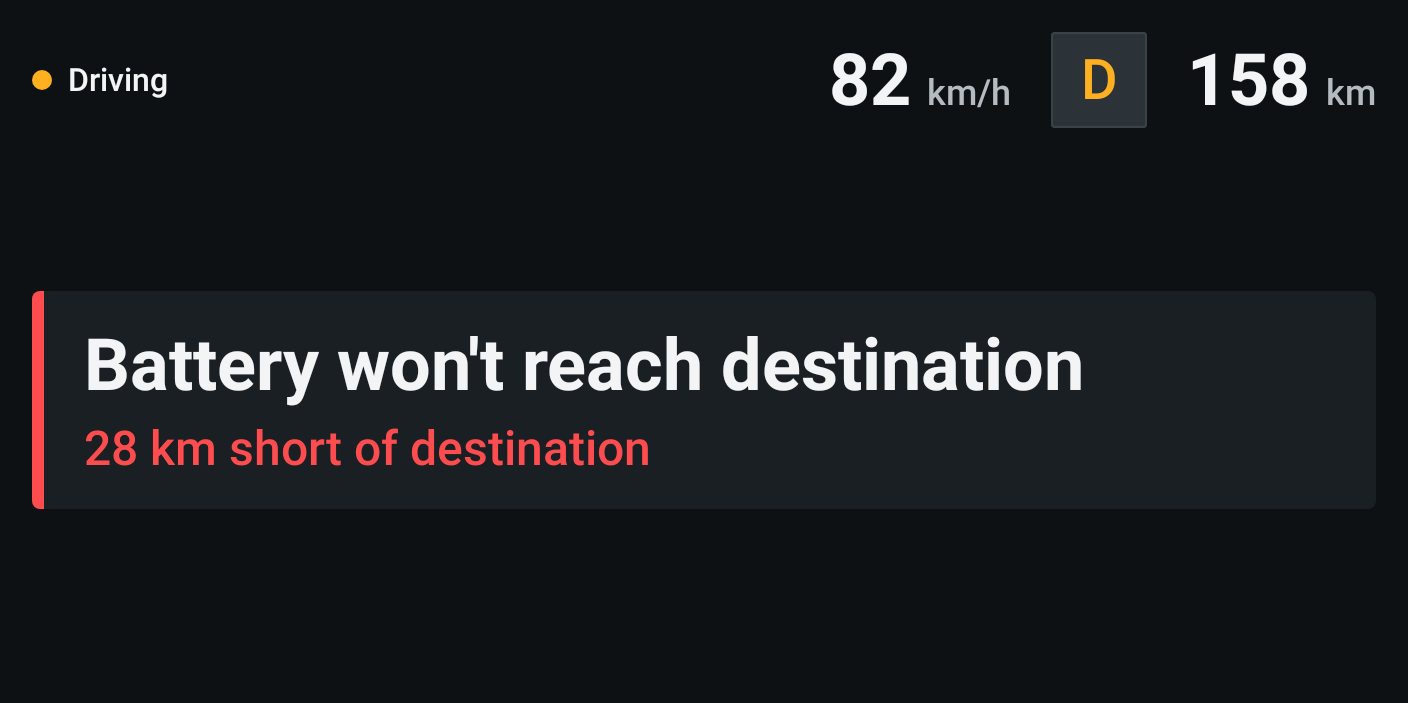 Driving 82 km/h D 158 km
Battery won't reach destination
28 km short of destination